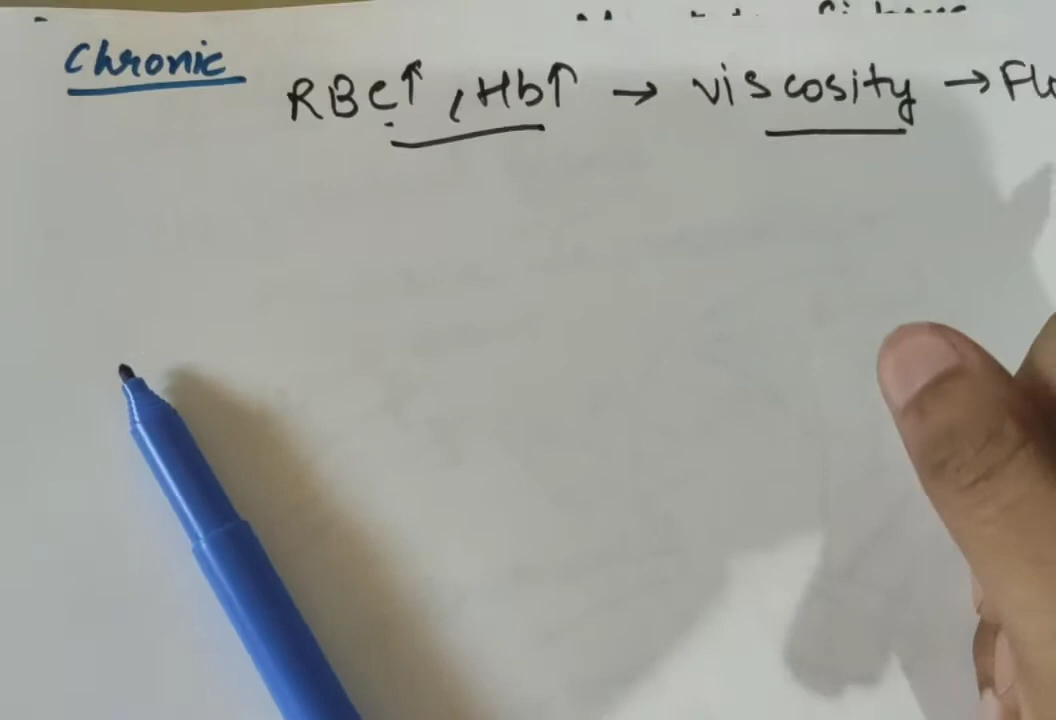 Chronic
RBC↑, Hb↑ → viscosity →